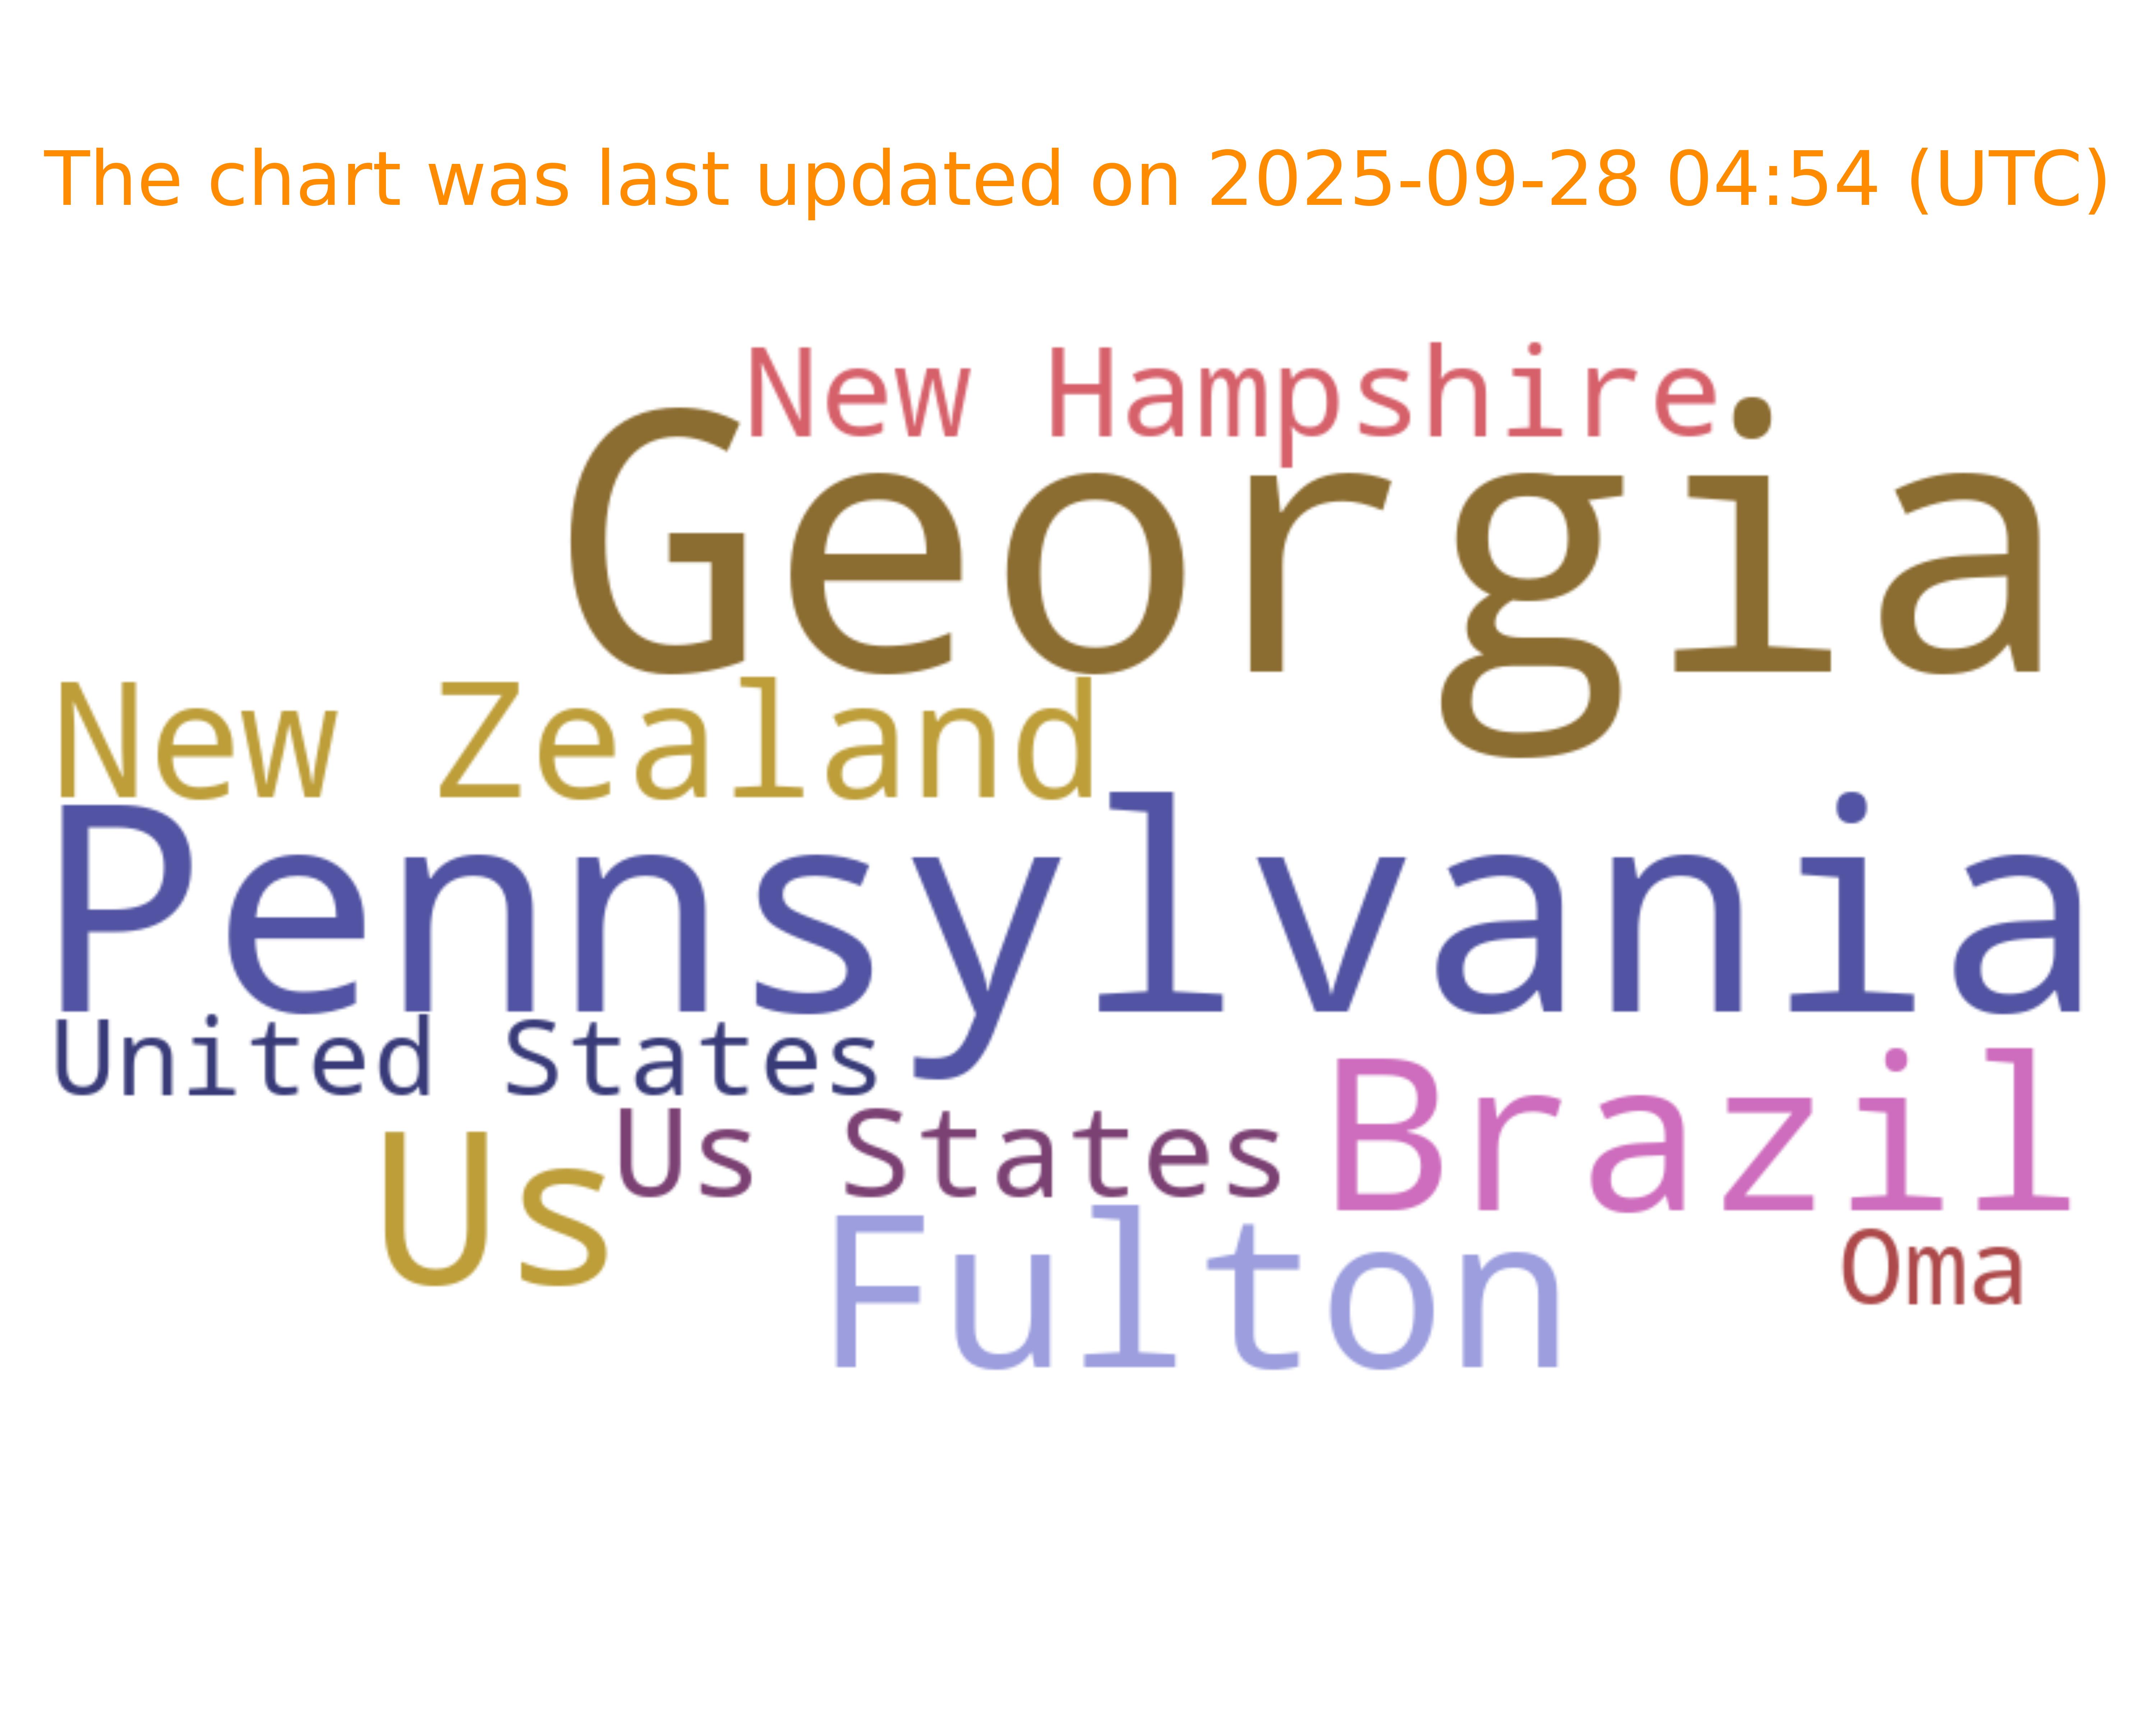 The chart was last updated on 2025-09-28 04:54 (UTC)
New Hampshire
Georgia
New Zealand
Pennsylvania
United States
Us States
Brazil
Us
Fulton
Oma